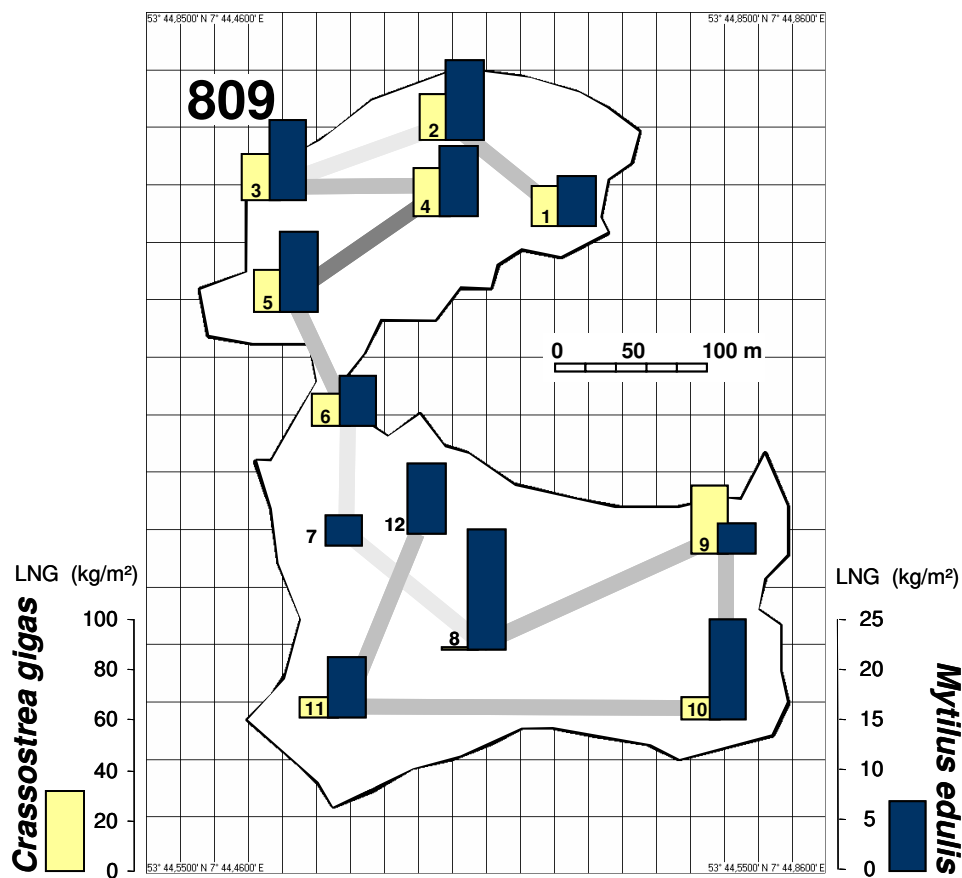 53° 44,8500' N 7° 44,4600' E
53° 44,8500' N 7° 44,8600' E
809
2
3
4
1
5
0 50 100 m
6
12
7
9
8
11
10
LNG (kg/m²)
Crassostrea gigas
100
80
60
40
20
0
LNG (kg/m²)
Mytilus edulis
25
20
15
10
5
0
53° 44,5500' N 7° 44,4600' E
53° 44,5500' N 7° 44,8600' E